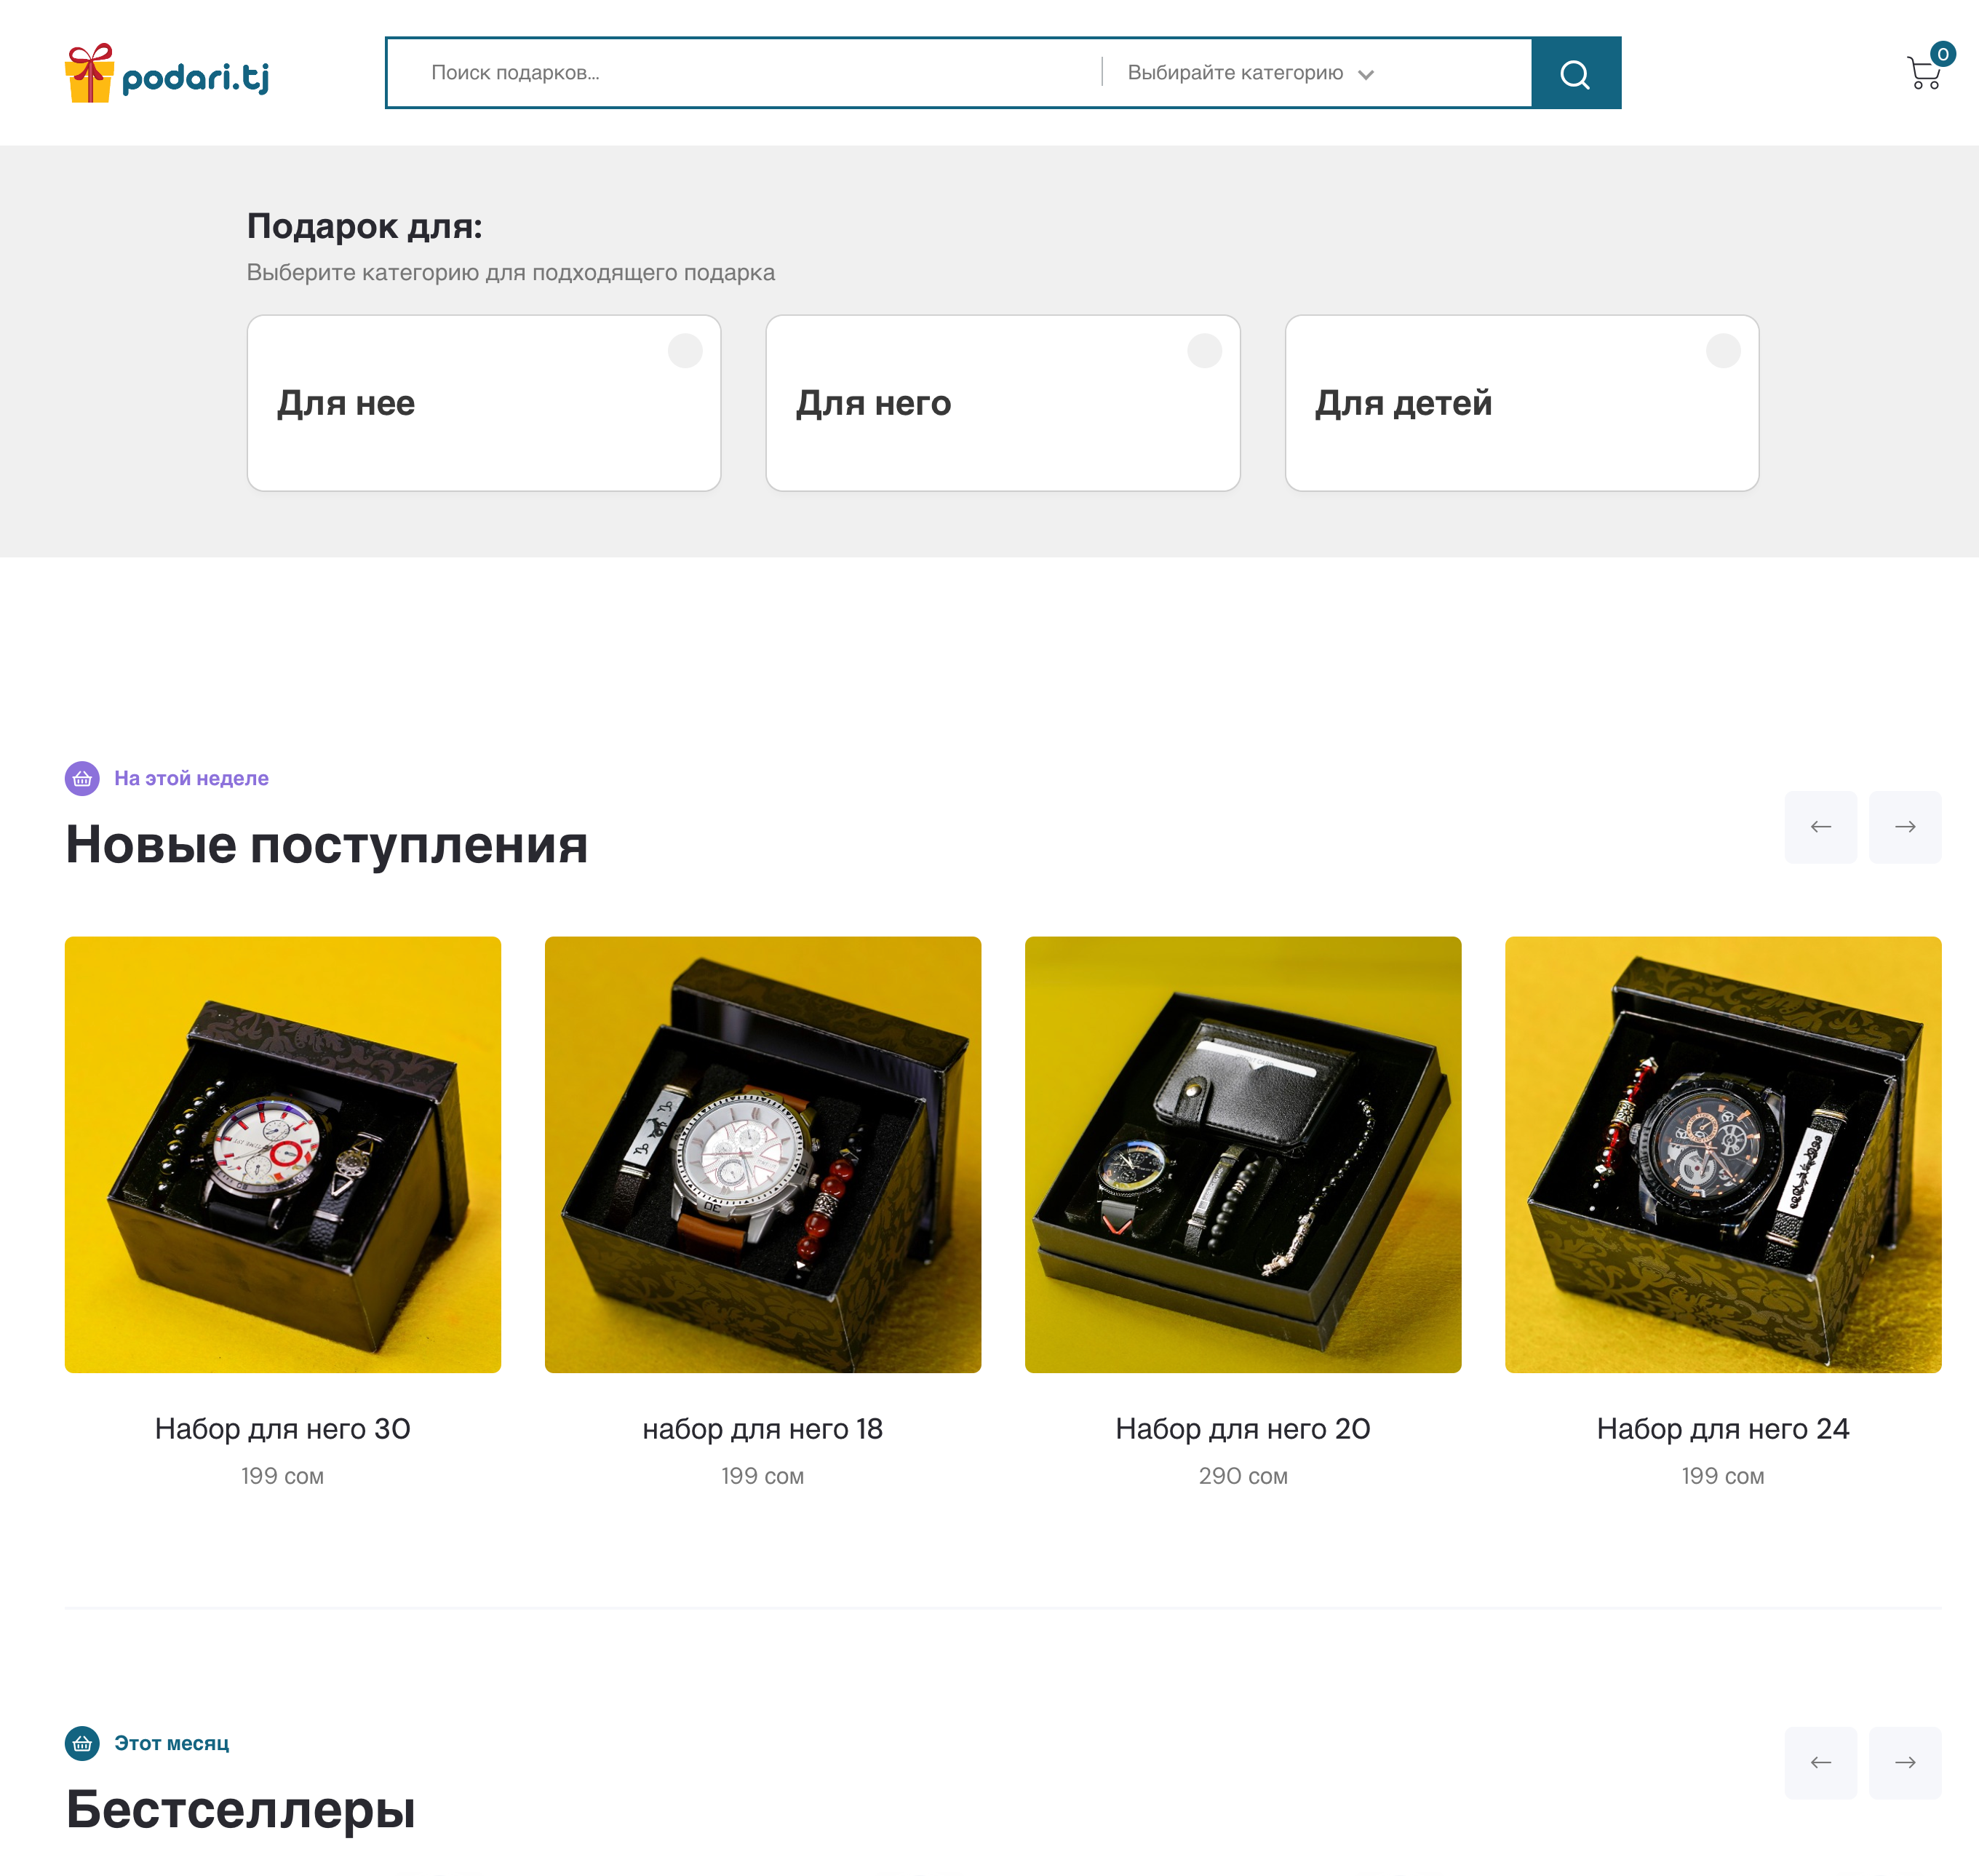 podari.tj
Поиск подарков...
Выбирайте категорию
0
Подарок для:
Выберите категорию для подходящего подарка
Для нее
Для него
Для детей
На этой неделе
Новые поступления
Набор для него 30
199 сом
набор для него 18
199 сом
Набор для него 20
290 сом
Набор для него 24
199 сом
Этот месяц
Бестселлеры